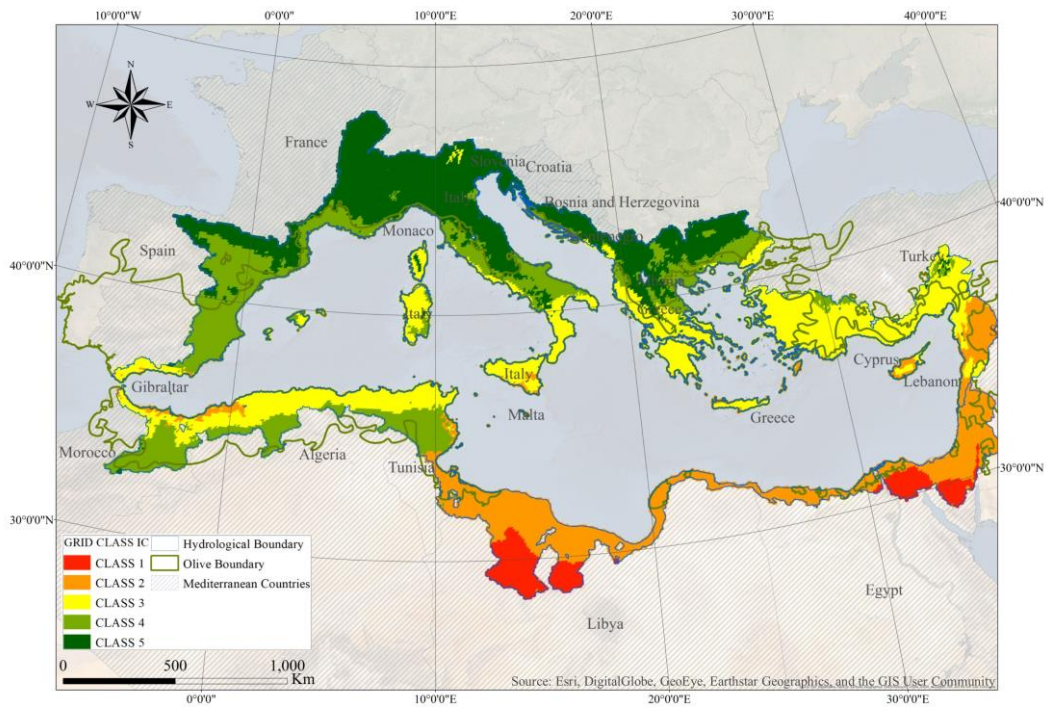 10°0'0"W 0°0'0" 10°0'0"E 20°0'0"E 30°0'0"E 40°0'0"E
N
W E
S
France
Slovenia
Croatia
Italy
Bosnia and Herzegovina
40°0'0"N
Monaco
Spain
Turkey
40°0'0"N
Greece
Italy
Cyprus
Italy
Gibraltar
Lebanon
Malta
Greece
Morocco
Algeria
Tunisia
30°0'0"N
30°0'0"N
GRID CLASS IC
CLASS 1
CLASS 2
CLASS 3
CLASS 4
CLASS 5
Hydrological Boundary
Olive Boundary
Mediterranean Countries
Egypt
Libya
0 500 1,000
Km
Source: Esri, DigitalGlobe, GeoEye, Earthstar Geographics, and the GIS User Community
0°0'0" 10°0'0"E 20°0'0"E 30°0'0"E